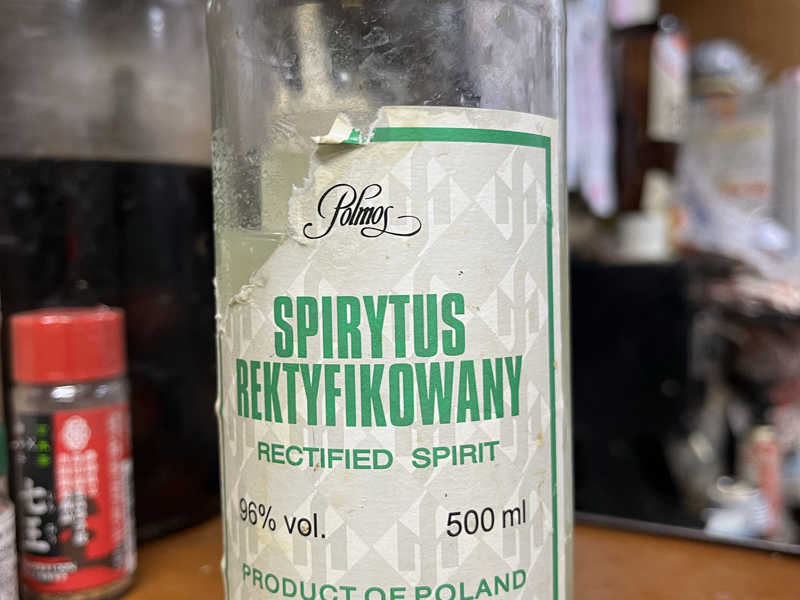 Polmos
SPIRYTUS
REKTYFIKOWANY
RECTIFIED SPIRIT
96% vol. 500 ml
PRODUCT OF POLAND